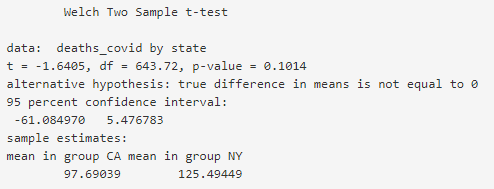 Welch Two Sample t-test
data:  deaths_covid by state
t = -1.6405, df = 643.72, p-value = 0.1014
alternative hypothesis: true difference in means is not equal to 0
95 percent confidence interval:
 -61.084970   5.476783
sample estimates:
mean in group CA mean in group NY
        97.69039        125.49449